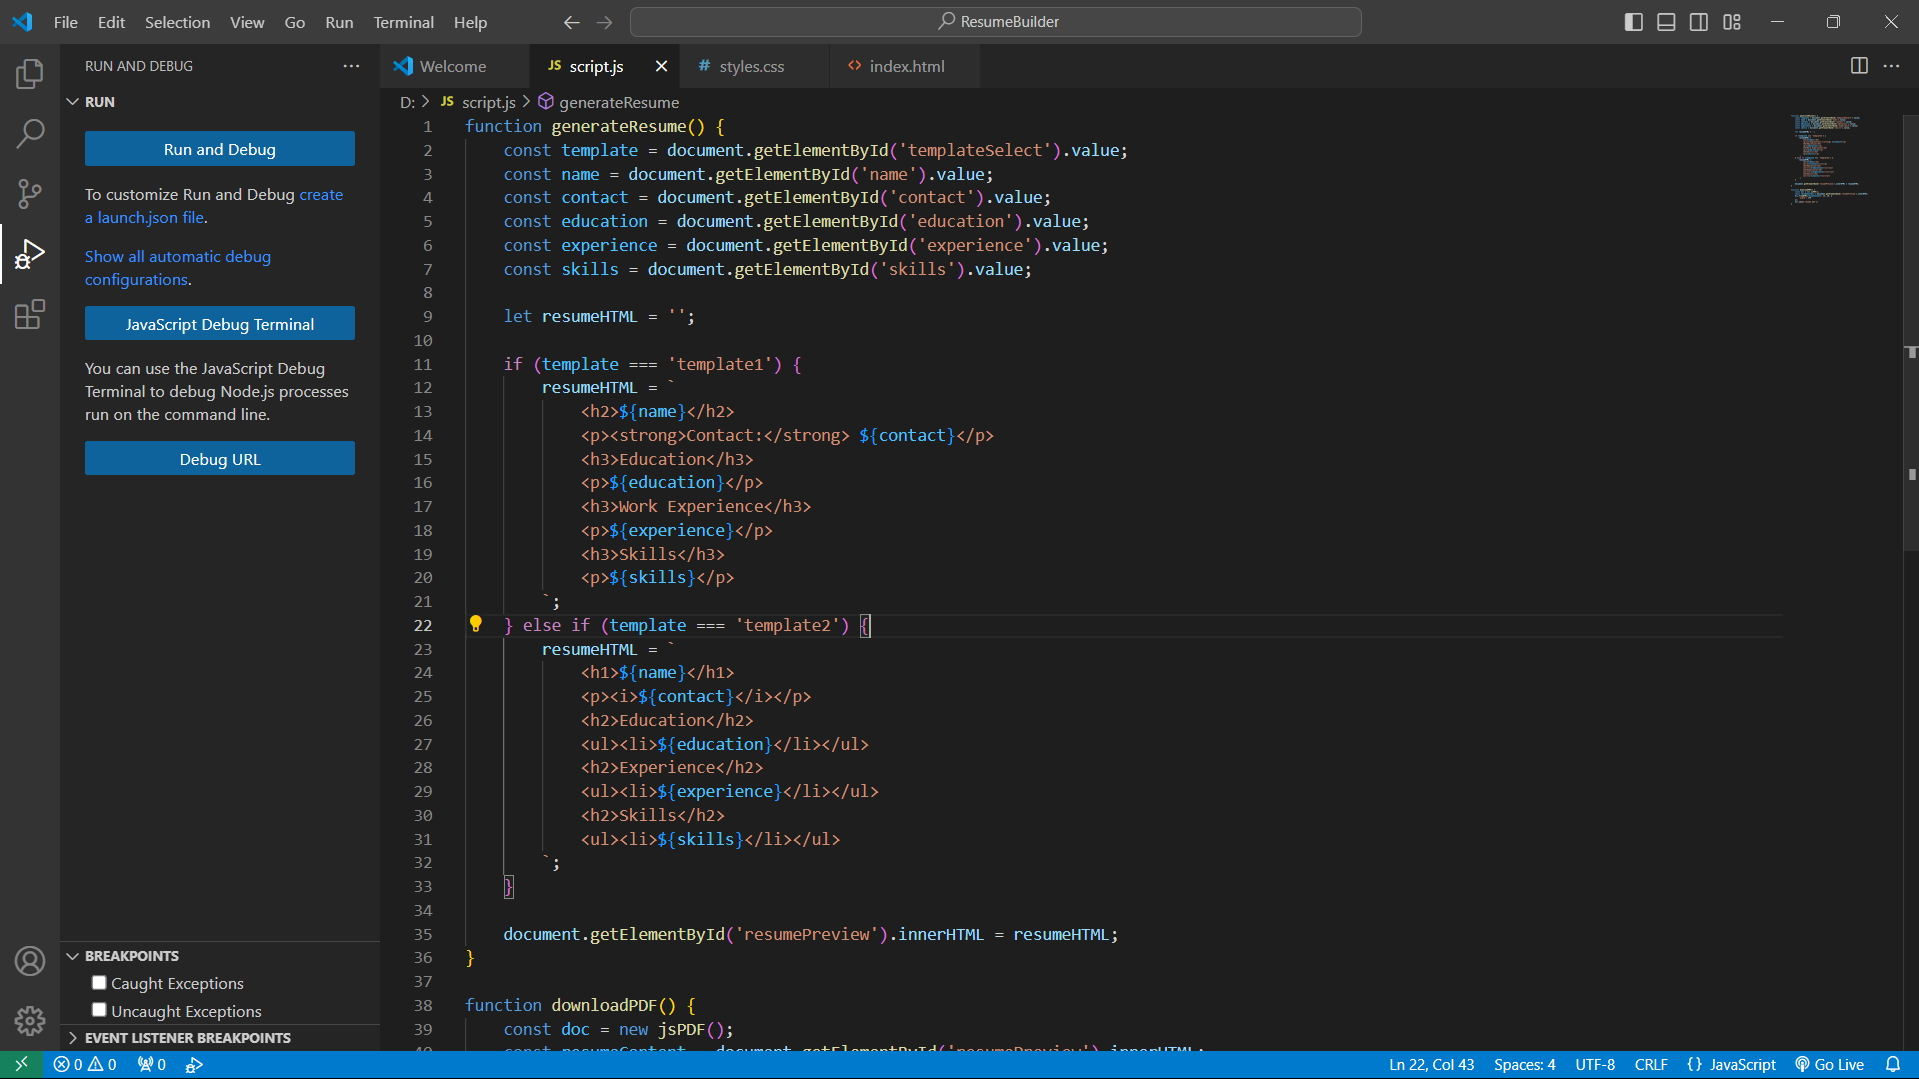 File Edit Selection View Go Run Terminal Help
ResumeBuilder
RUN AND DEBUG
RUN
Run and Debug
To customize Run and Debug create
a launch.json file.
Show all automatic debug
configurations.
JavaScript Debug Terminal
You can use the JavaScript Debug
Terminal to debug Node.js processes
run on the command line.
Debug URL
BREAKPOINTS
Caught Exceptions
Uncaught Exceptions
EVENT LISTENER BREAKPOINTS
Welcome JS script.js # styles.css <> index.html
D: > JS script.js > generateResume
1 function generateResume() {
2     const template = document.getElementById('templateSelect').value;
3     const name = document.getElementById('name').value;
4     const contact = document.getElementById('contact').value;
5     const education = document.getElementById('education').value;
6     const experience = document.getElementById('experience').value;
7     const skills = document.getElementById('skills').value;
8
9     let resumeHTML = '';
10
11     if (template === 'template1') {
12         resumeHTML = `
13             <h2>${name}</h2>
14             <p><strong>Contact:</strong> ${contact}</p>
15             <h3>Education</h3>
16             <p>${education}</p>
17             <h3>Work Experience</h3>
18             <p>${experience}</p>
19             <h3>Skills</h3>
20             <p>${skills}</p>
21         `;
22     } else if (template === 'template2') {
23         resumeHTML = `
24             <h1>${name}</h1>
25             <p><i>${contact}</i></p>
26             <h2>Education</h2>
27             <ul><li>${education}</li></ul>
28             <h2>Experience</h2>
29             <ul><li>${experience}</li></ul>
30             <h2>Skills</h2>
31             <ul><li>${skills}</li></ul>
32         `;
33     }
34
35     document.getElementById('resumePreview').innerHTML = resumeHTML;
36 }
37
38 function downloadPDF() {
39     const doc = new jsPDF();
40     const resumeContent = document.getElementById('resumePreview').innerHTML;
0 0 0 Ln 22, Col 43 Spaces: 4 UTF-8 CRLF {} JavaScript Go Live